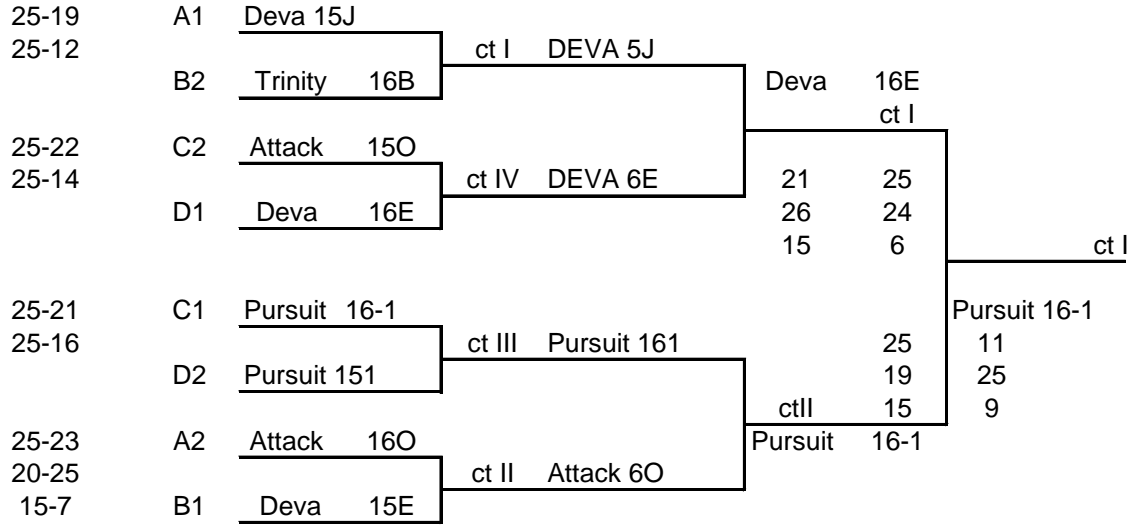 25-19 A1 Deva 15J
25-12 ct I DEVA 5J
B2 Trinity 16B Deva 16E
ct I
25-22 C2 Attack 15O
25-14 ct IV DEVA 6E 21 25
D1 Deva 16E 26 24
15 6
ct I
25-21 C1 Pursuit 16-1 Pursuit 16-1
25-16 ct III Pursuit 161 25 11
D2 Pursuit 151 19 25
ctII 15 9
25-23 A2 Attack 16O Pursuit 16-1
20-25 ct II Attack 6O
15-7 B1 Deva 15E